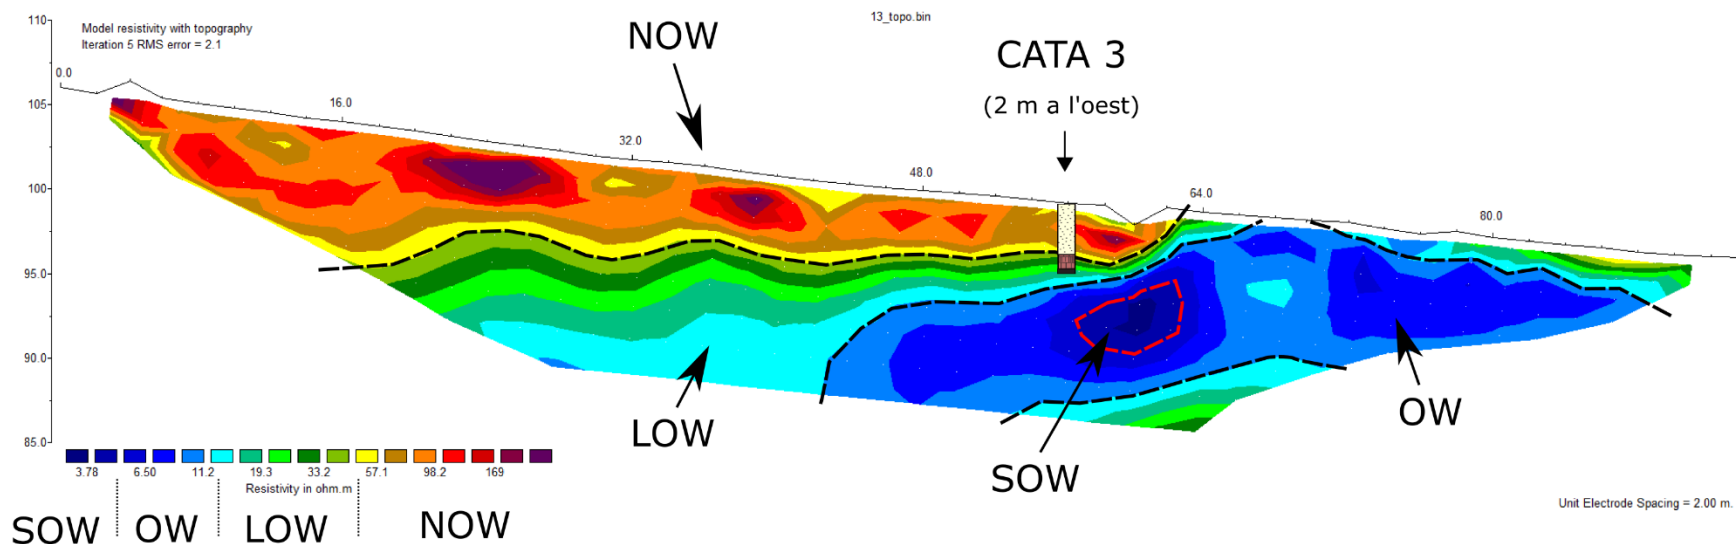 13_topo.bin
Model resistivity with topography
Iteration 5 RMS error = 2.1
NOW
CATA 3
(2 m a l'oest)
110
105
100
95.0
90.0
85.0
0.0
16.0
32.0
48.0
64.0
80.0
LOW
SOW
OW
3.78 6.50 11.2 19.3 33.2 57.1 98.2 169
Resistivity in ohm.m
Unit Electrode Spacing = 2.00 m.
SOW OW LOW NOW